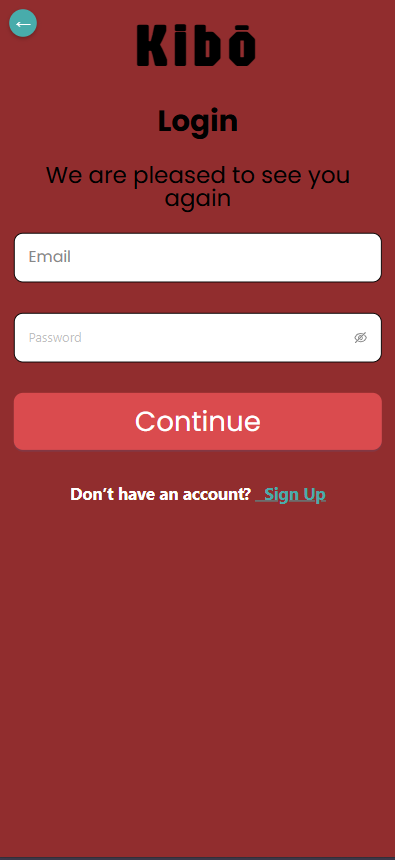 ←
Kibō
Login
We are pleased to see you
again
Email
Password
Continue
Don’t have an account? Sign Up